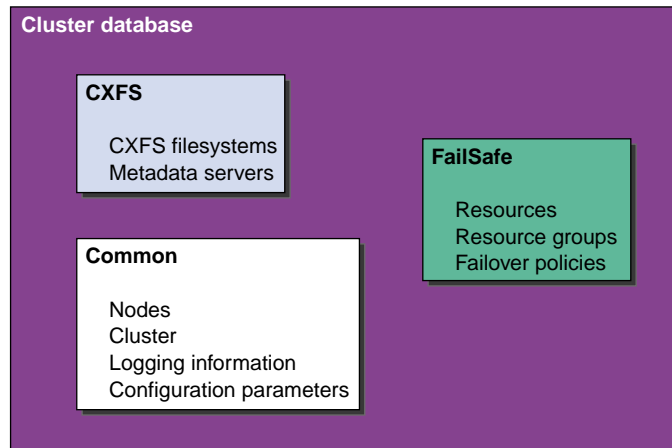 Cluster database
CXFS
CXFS filesystems
Metadata servers
FailSafe
Resources
Resource groups
Failover policies
Common
Nodes
Cluster
Logging information
Configuration parameters